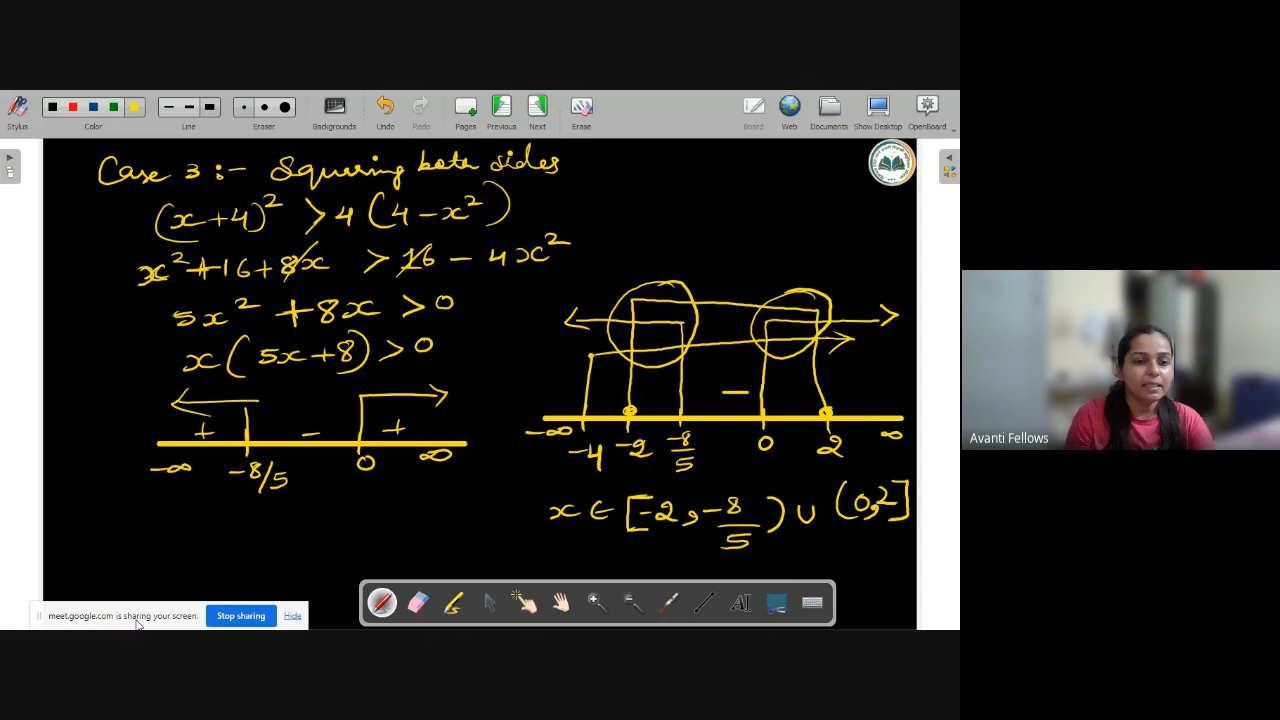 Stylus
Color
Line
Eraser
Backgrounds
Undo
Redo
Pages
Previous
Next
Erase
Board
Web
Documents
Show Desktop
OpenBoard
Case 3 :- Squaring both sides
(x+4)² > 4(4-x²)
x²+16+8x > 16 - 4x²
5x² + 8x > 0
x(5x+8) > 0
+ - +
-∞ -8/5 0 ∞
-
-∞ -4 -2 -8/5 0 2 ∞
x ∈ [-2, -8/5) ∪ (0,2]
Avanti Fellows
meet.google.com is sharing your screen.
Stop sharing
Hide